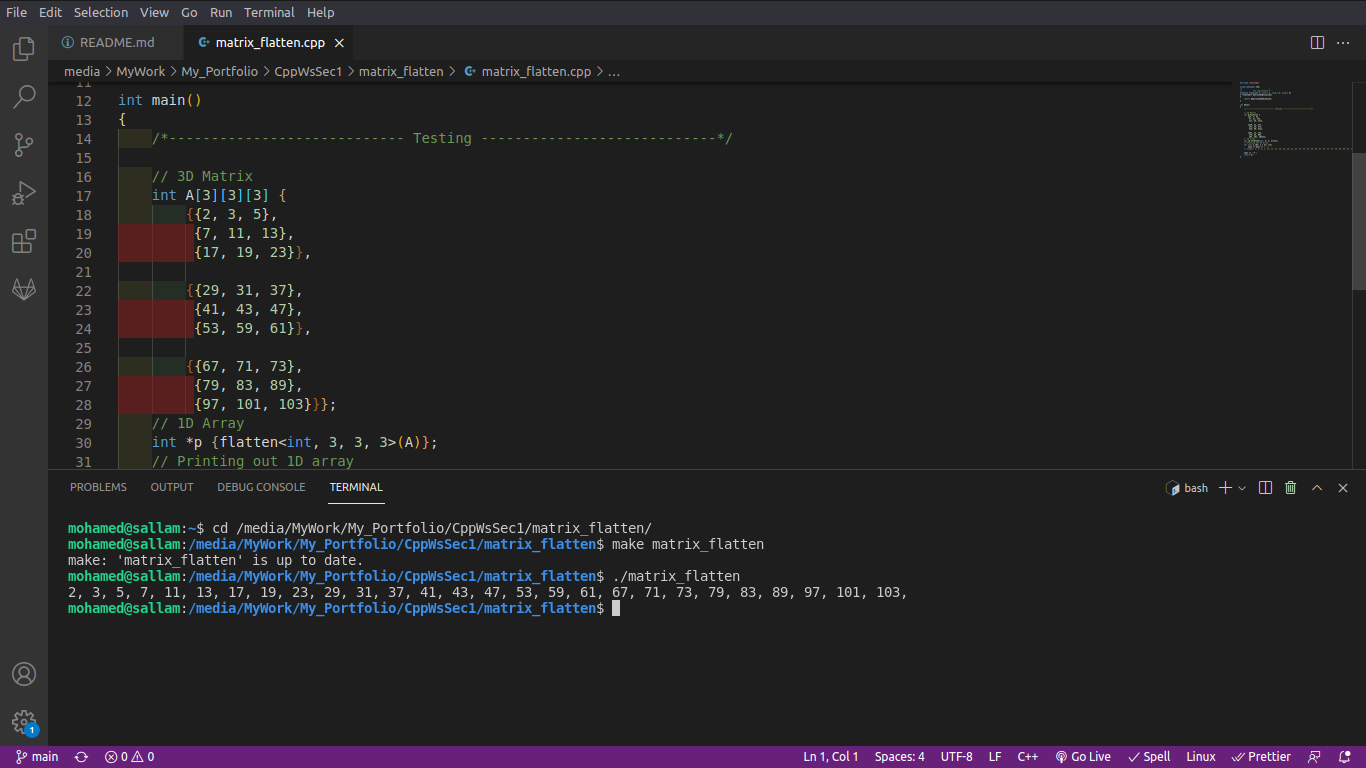 File Edit Selection View Go Run Terminal Help
README.md matrix_flatten.cpp
media > MyWork > My_Portfolio > CppWsSec1 > matrix_flatten > matrix_flatten.cpp > ...
11
12 int main()
13 {
14 /*---------------------------- Testing ----------------------------*/
15
16 // 3D Matrix
17 int A[3][3][3] {
18 {{2, 3, 5},
19 {7, 11, 13},
20 {17, 19, 23}},
21
22 {{29, 31, 37},
23 {41, 43, 47},
24 {53, 59, 61}},
25
26 {{67, 71, 73},
27 {79, 83, 89},
28 {97, 101, 103}}};
29 // 1D Array
30 int *p {flatten<int, 3, 3, 3>(A)};
31 // Printing out 1D array
PROBLEMS OUTPUT DEBUG CONSOLE TERMINAL bash
mohamed@sallam:~$ cd /media/MyWork/My_Portfolio/CppWsSec1/matrix_flatten/
mohamed@sallam:/media/MyWork/My_Portfolio/CppWsSec1/matrix_flatten$ make matrix_flatten
make: 'matrix_flatten' is up to date.
mohamed@sallam:/media/MyWork/My_Portfolio/CppWsSec1/matrix_flatten$ ./matrix_flatten
2, 3, 5, 7, 11, 13, 17, 19, 23, 29, 31, 37, 41, 43, 47, 53, 59, 61, 67, 71, 73, 79, 83, 89, 97, 101, 103,
mohamed@sallam:/media/MyWork/My_Portfolio/CppWsSec1/matrix_flatten$
1
main 0 0 Ln 1, Col 1 Spaces: 4 UTF-8 LF C++ Go Live Spell Linux Prettier